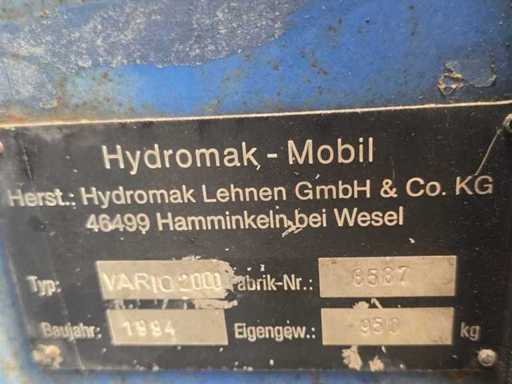 Hydromak - Mobil
Herst.: Hydromak Lehnen GmbH & Co. KG
46499 Hamminkeln bei Wesel
Typ: VARIO 2000 Fabrik-Nr.: 8587
Baujahr: 1994 Eigengew.: 950 kg